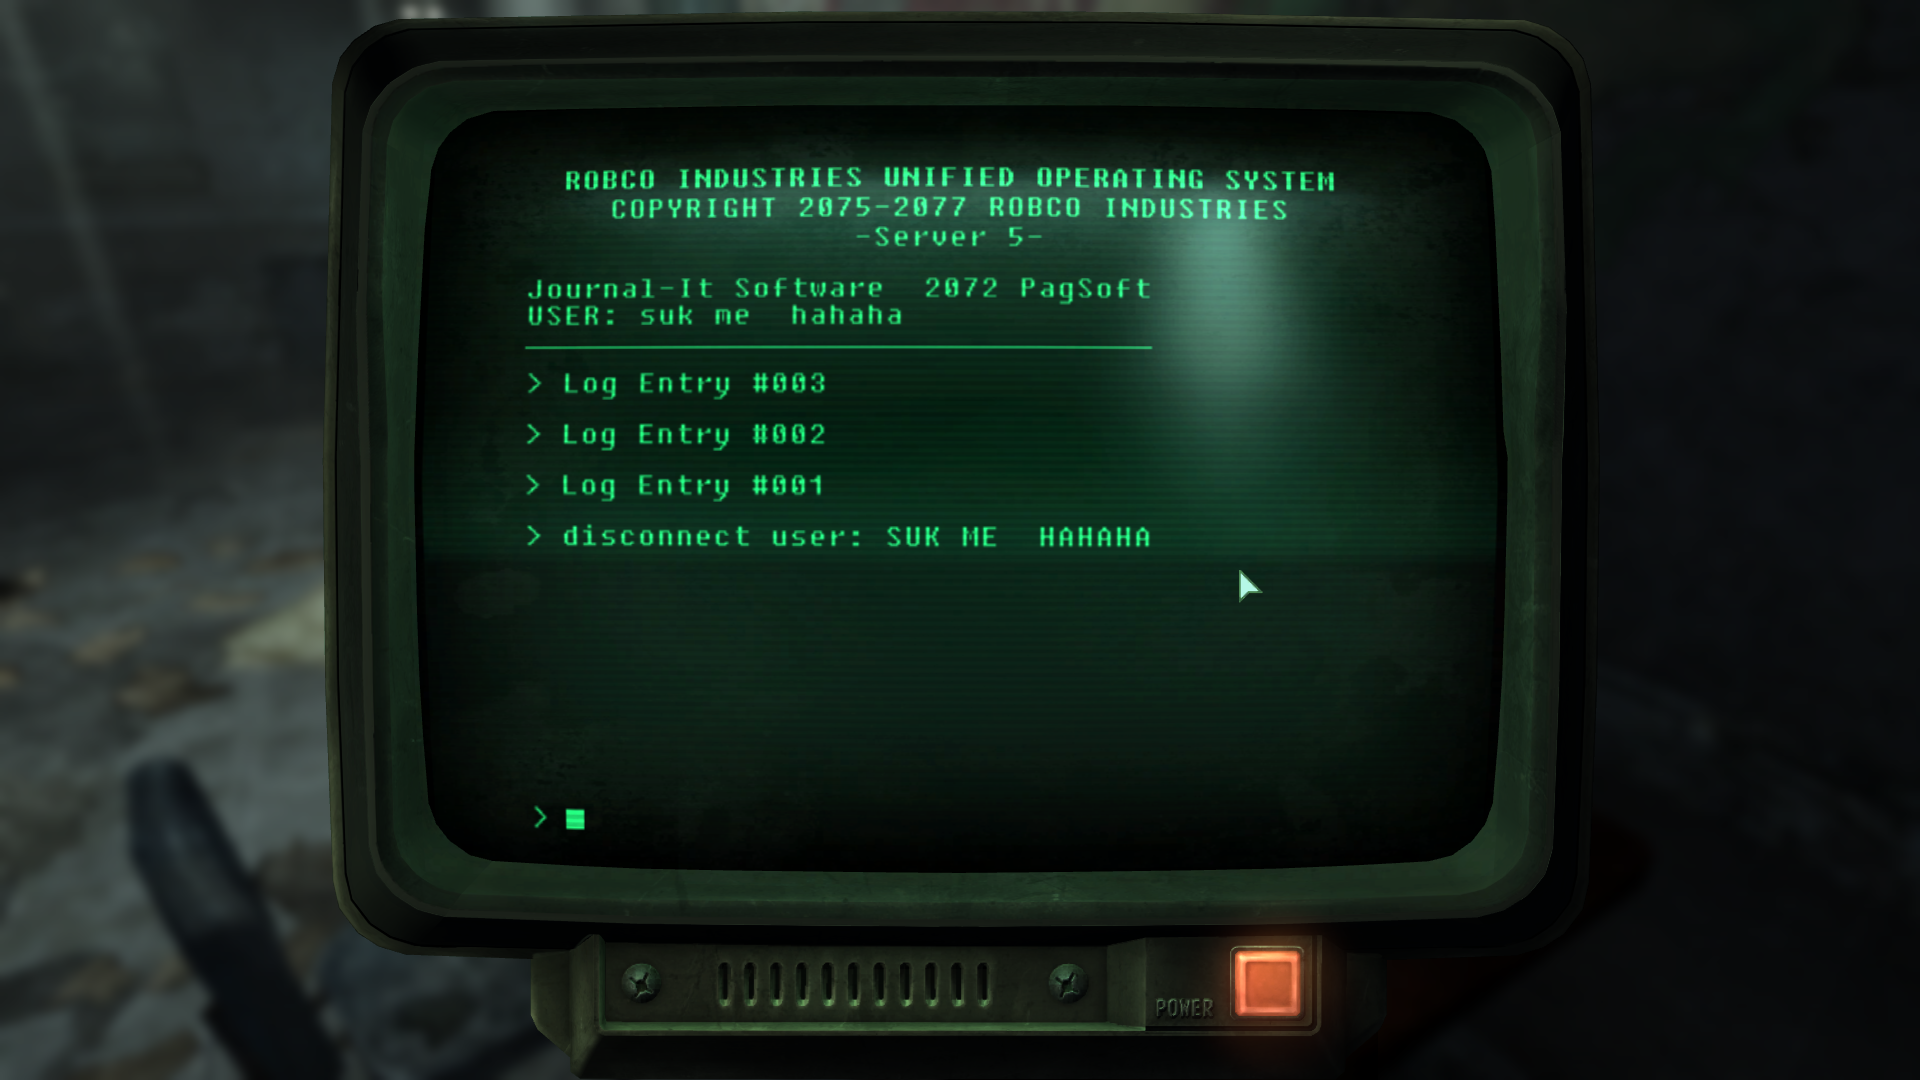 ROBCO INDUSTRIES UNIFIED OPERATING SYSTEM
COPYRIGHT 2075-2077 ROBCO INDUSTRIES
-Server 5-
Journal-It Software  2072 PagSoft
USER: suk me  hahaha
> Log Entry #003
> Log Entry #002
> Log Entry #001
> disconnect user: SUK ME  HAHAHA
>
POWER